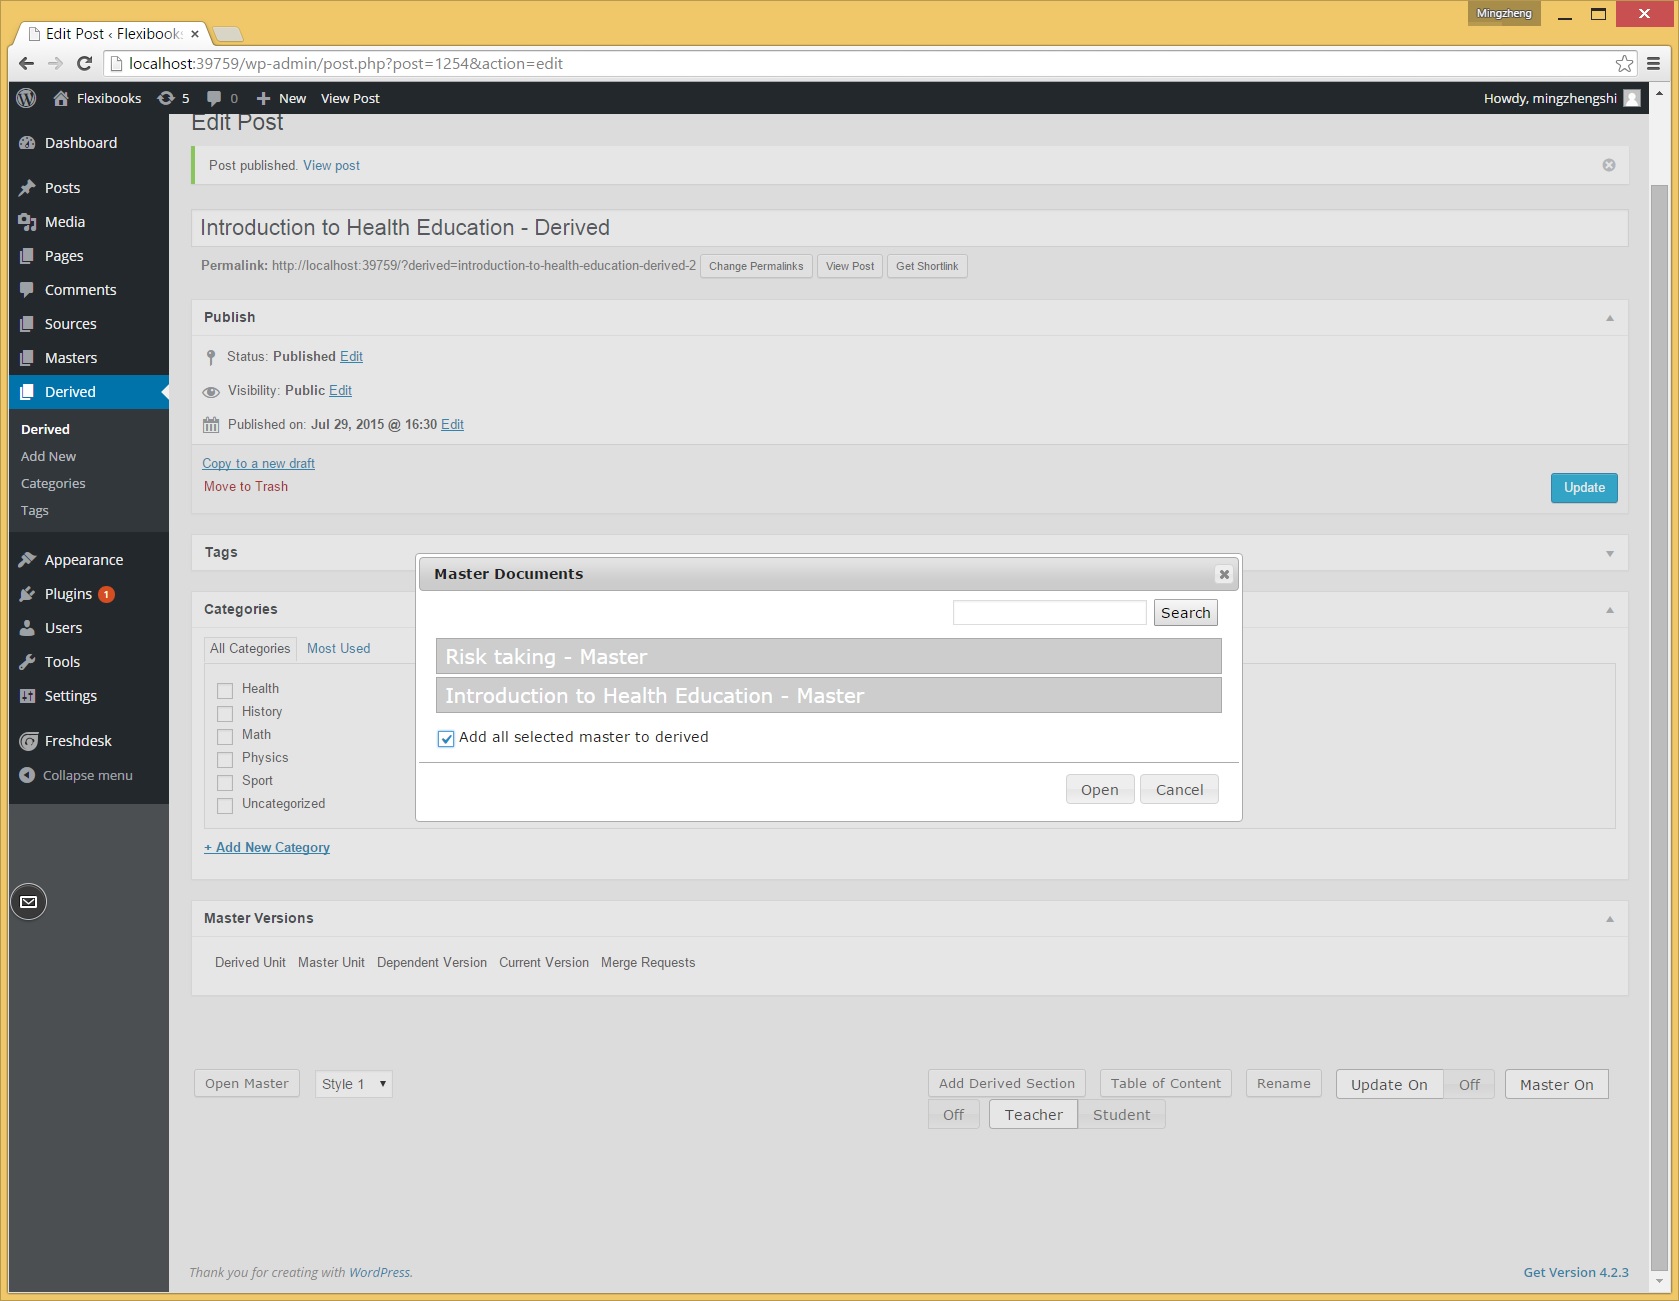 Mingzheng
Edit Post ‹ Flexibooks
localhost:39759/wp-admin/post.php?post=1254&action=edit
Flexibooks 5 0 New View Post Howdy, mingzhengshi
Dashboard
Posts
Media
Pages
Comments
Sources
Masters
Derived
Derived
Add New
Categories
Tags
Appearance
Plugins 1
Users
Tools
Settings
Freshdesk
Collapse menu
Edit Post
Post published. View post
Introduction to Health Education - Derived
Permalink: http://localhost:39759/?derived=introduction-to-health-education-derived-2 Change Permalinks View Post Get Shortlink
Publish
Status: Published Edit
Visibility: Public Edit
Published on: Jul 29, 2015 @ 16:30 Edit
Copy to a new draft
Move to Trash
Update
Tags
Categories
All Categories Most Used
Health
History
Math
Physics
Sport
Uncategorized
+ Add New Category
Master Documents
Search
Risk taking - Master
Introduction to Health Education - Master
Add all selected master to derived
Open Cancel
Master Versions
Derived Unit Master Unit Dependent Version Current Version Merge Requests
Open Master Style 1
Add Derived Section Table of Content Rename Update On Off Master On
Off Teacher Student
Thank you for creating with WordPress. Get Version 4.2.3